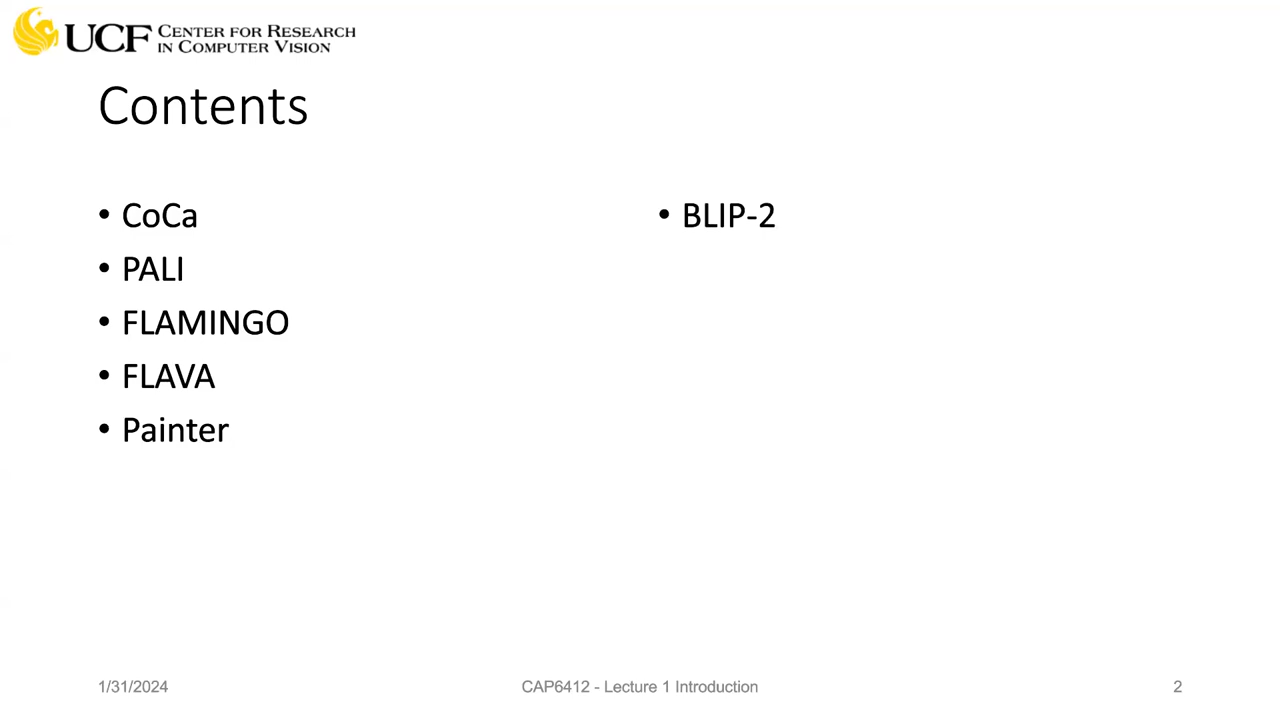 UCF CENTER FOR RESEARCH
IN COMPUTER VISION
Contents
• CoCa
• PALI
• FLAMINGO
• FLAVA
• Painter
• BLIP-2
1/31/2024
CAP6412 - Lecture 1 Introduction
2